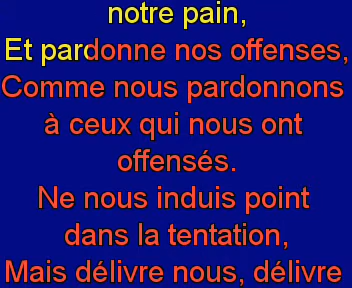 notre pain,
Et pardonne nos offenses,
Comme nous pardonnons
à ceux qui nous ont
offensés.
Ne nous induis point
dans la tentation,
Mais délivre nous, délivre